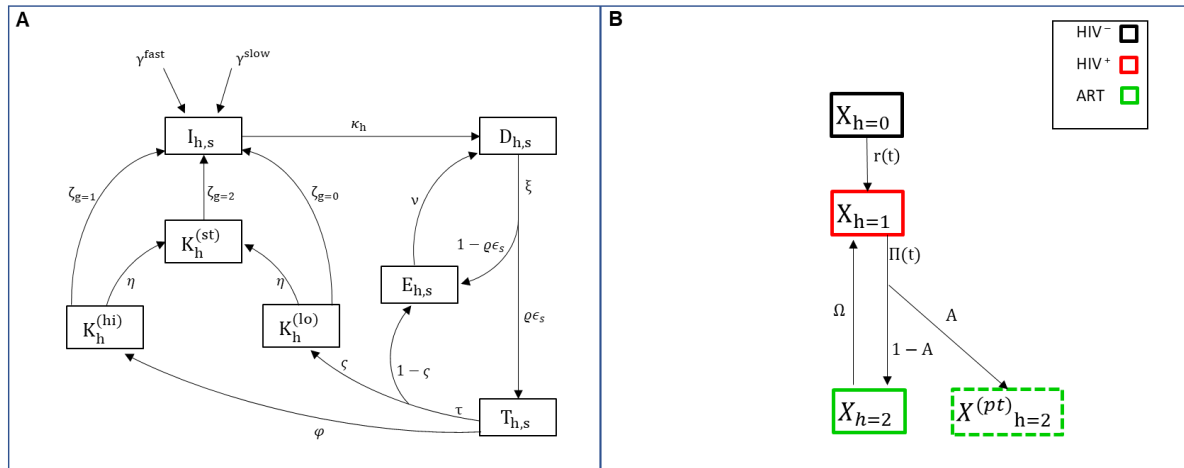 A
γ^fast
γ^slow
I_h,s
κ_h
D_h,s
ζ_g=1
ζ_g=2
ζ_g=0
ν
ξ
K_h^(st)
1 − ϱϵ_s
η
η
E_h,s
K_h^(hi)
K_h^(lo)
ϱϵ_s
ς
1 − ς
τ
T_h,s
φ
B
HIV⁻
HIV⁺
ART
X_h=0
r(t)
X_h=1
Π(t)
Ω
A
1 − A
X_h=2
X^(pt)_h=2